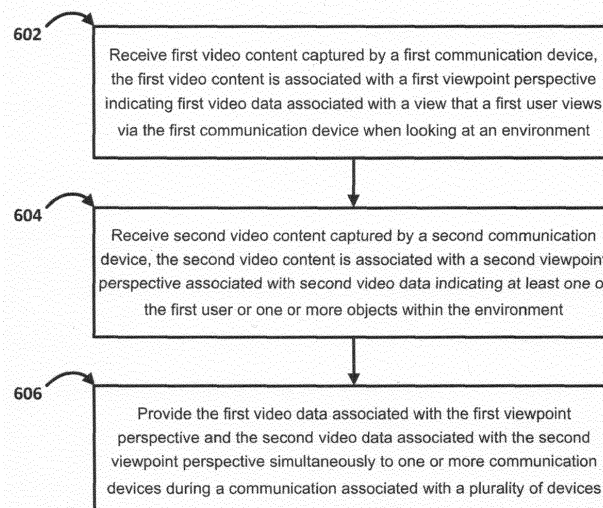 602
Receive first video content captured by a first communication device,
the first video content is associated with a first viewpoint perspective
indicating first video data associated with a view that a first user views
via the first communication device when looking at an environment
604
Receive second video content captured by a second communication
device, the second video content is associated with a second viewpoint
perspective associated with second video data indicating at least one o
the first user or one or more objects within the environment
606
Provide the first video data associated with the first viewpoint
perspective and the second video data associated with the second
viewpoint perspective simultaneously to one or more communication
devices during a communication associated with a plurality of devices